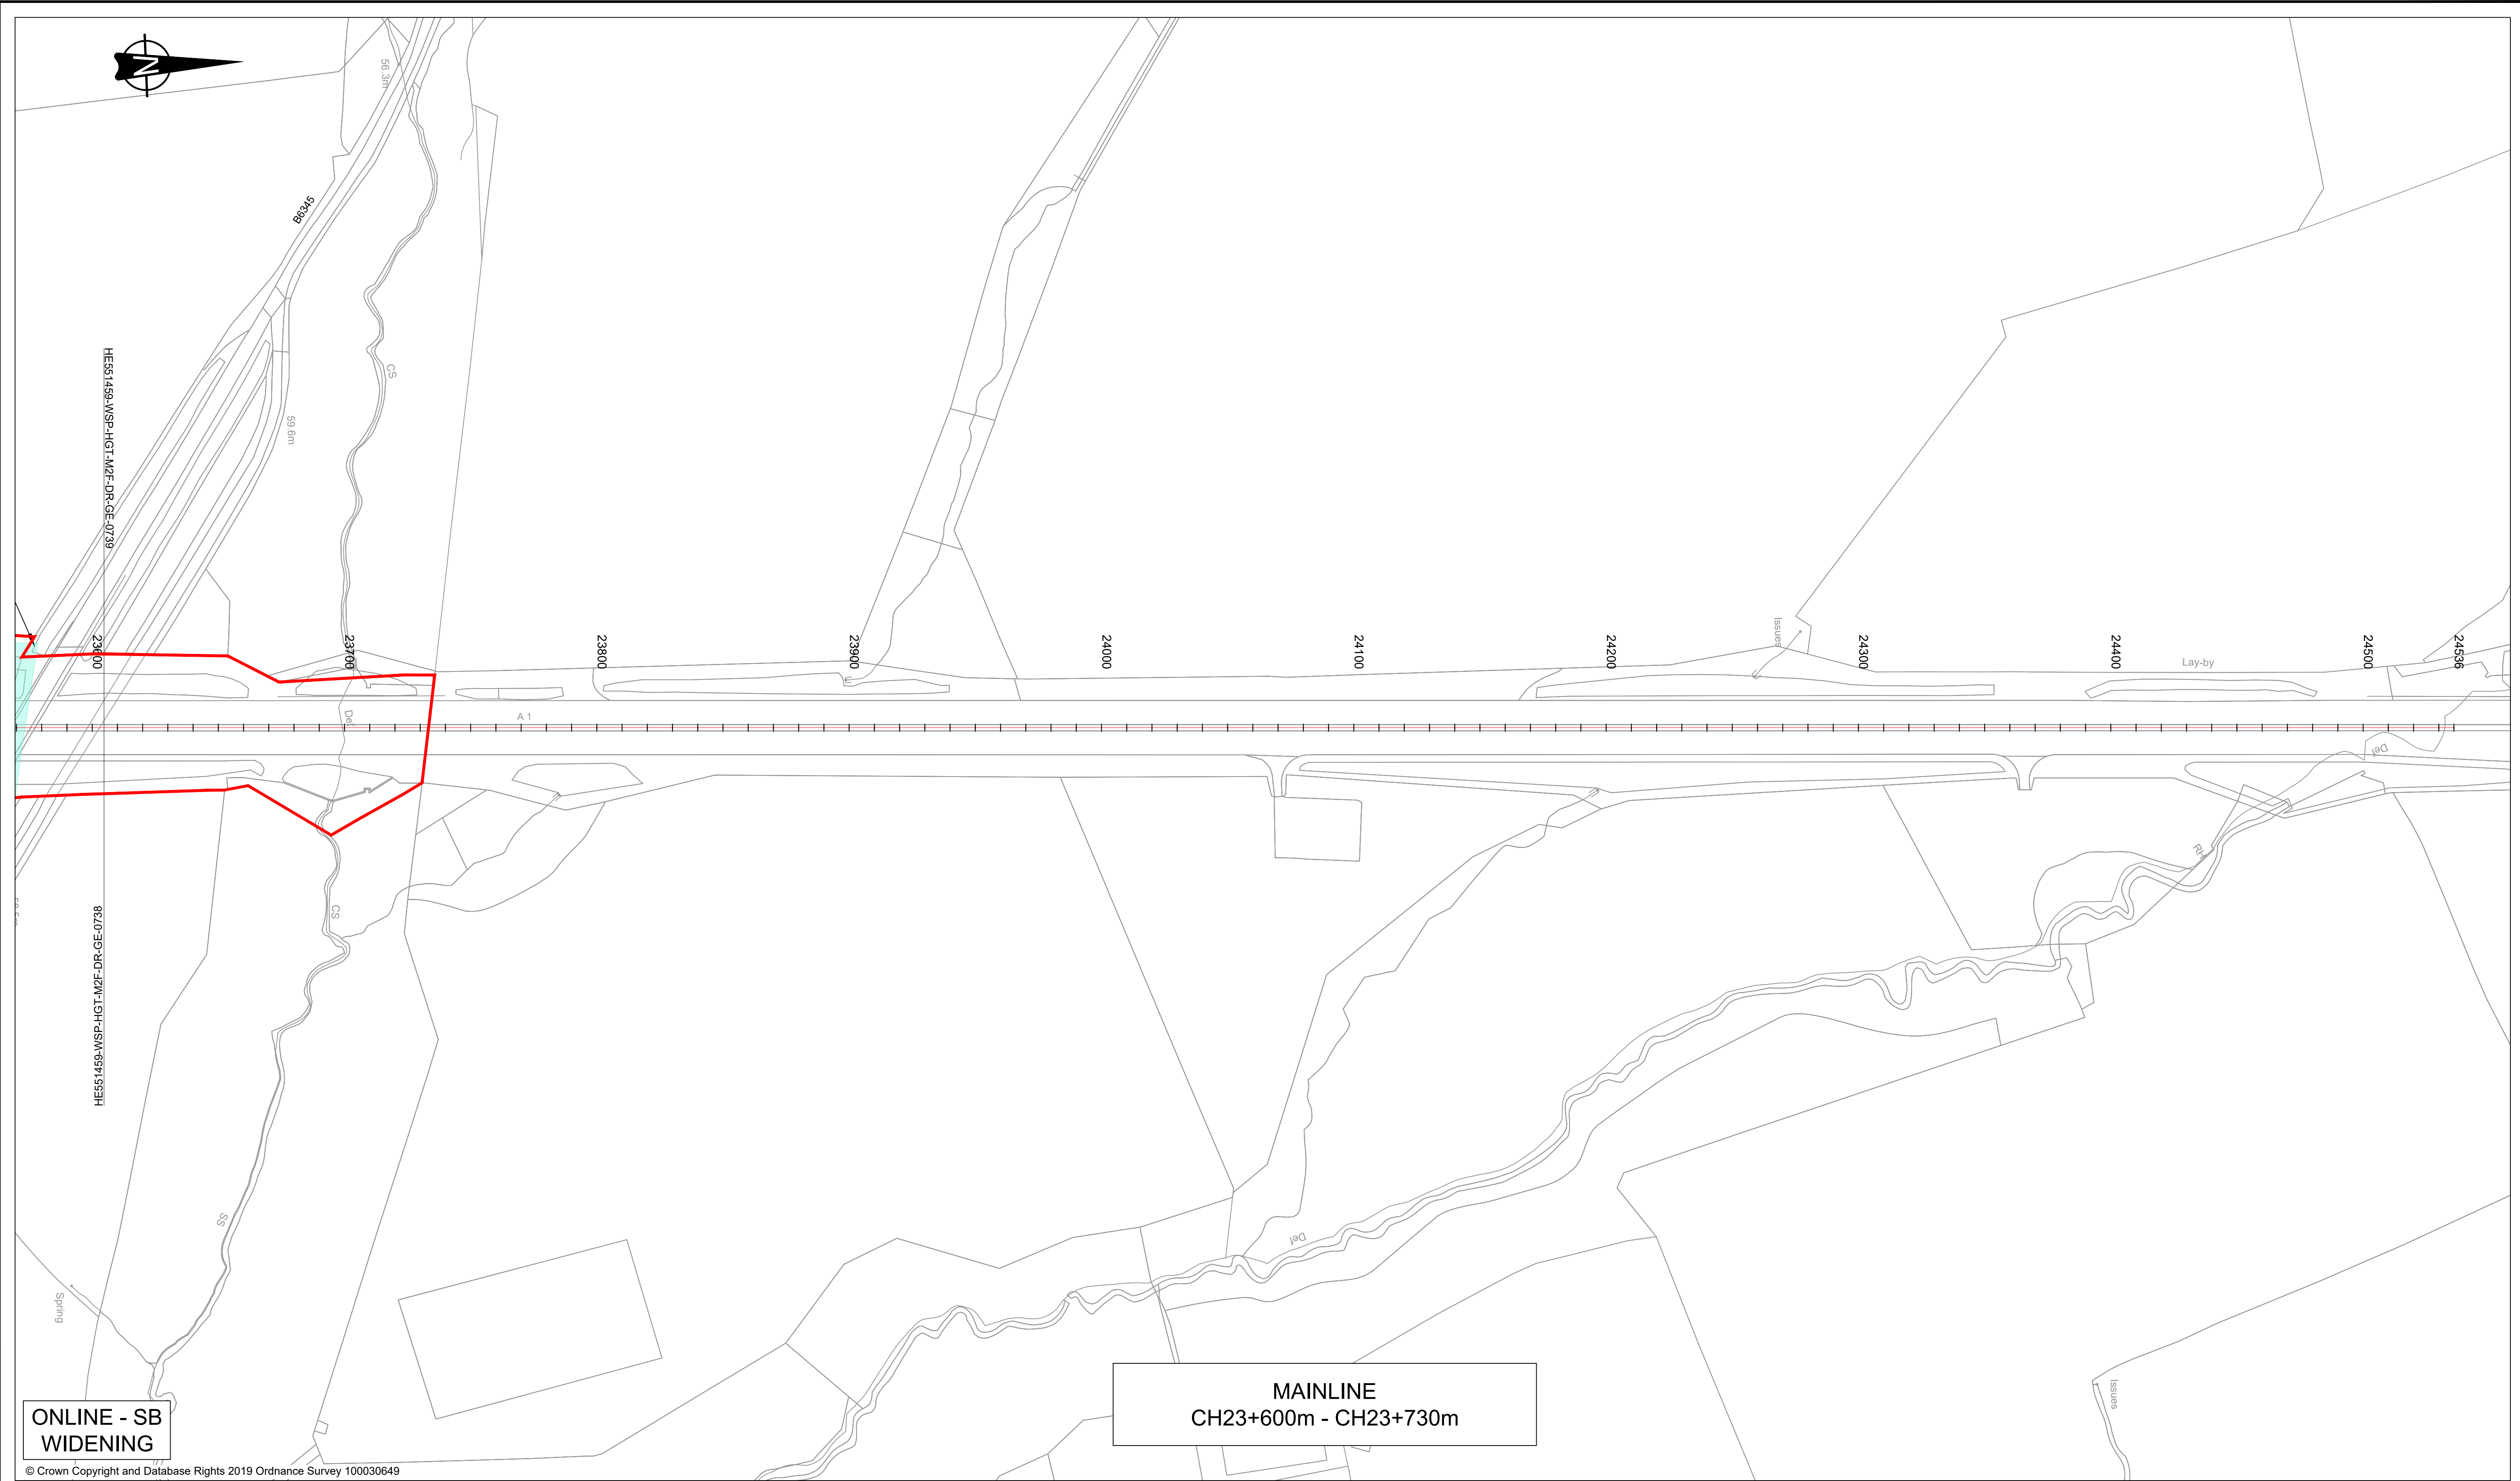 N
56.3m
B6345
CS
59.6m
HE551459-WSP-HGT-M2F-DR-GE-0739
23600
23700
23800
23900
24000
24100
24200
24300
24400
24500
24536
Issues
Lay-by
A 1
Def
RH
CS
HE551459-WSP-HGT-M2F-DR-GE-0738
SS
Def
Spring
Issues
MAINLINE
CH23+600m - CH23+730m
ONLINE - SB
WIDENING
© Crown Copyright and Database Rights 2019 Ordnance Survey 100030649